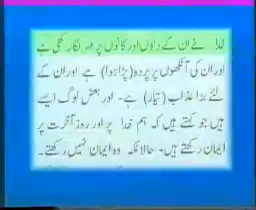 خدا نے ان کے دلوں اور کانوں پر مہر لگا رکھی ہے
اور ان کی آنکھوں پر پردہ (پڑا ہوا) ہے اور ان کے
لئے بڑا عذاب (تیار) ہے۔ اور بعض لوگ ایسے
ہیں جو کہتے ہیں کہ ہم خدا پر اور روز آخرت پر
ایمان رکھتے ہیں۔ حالانکہ وہ ایمان نہیں رکھتے۔